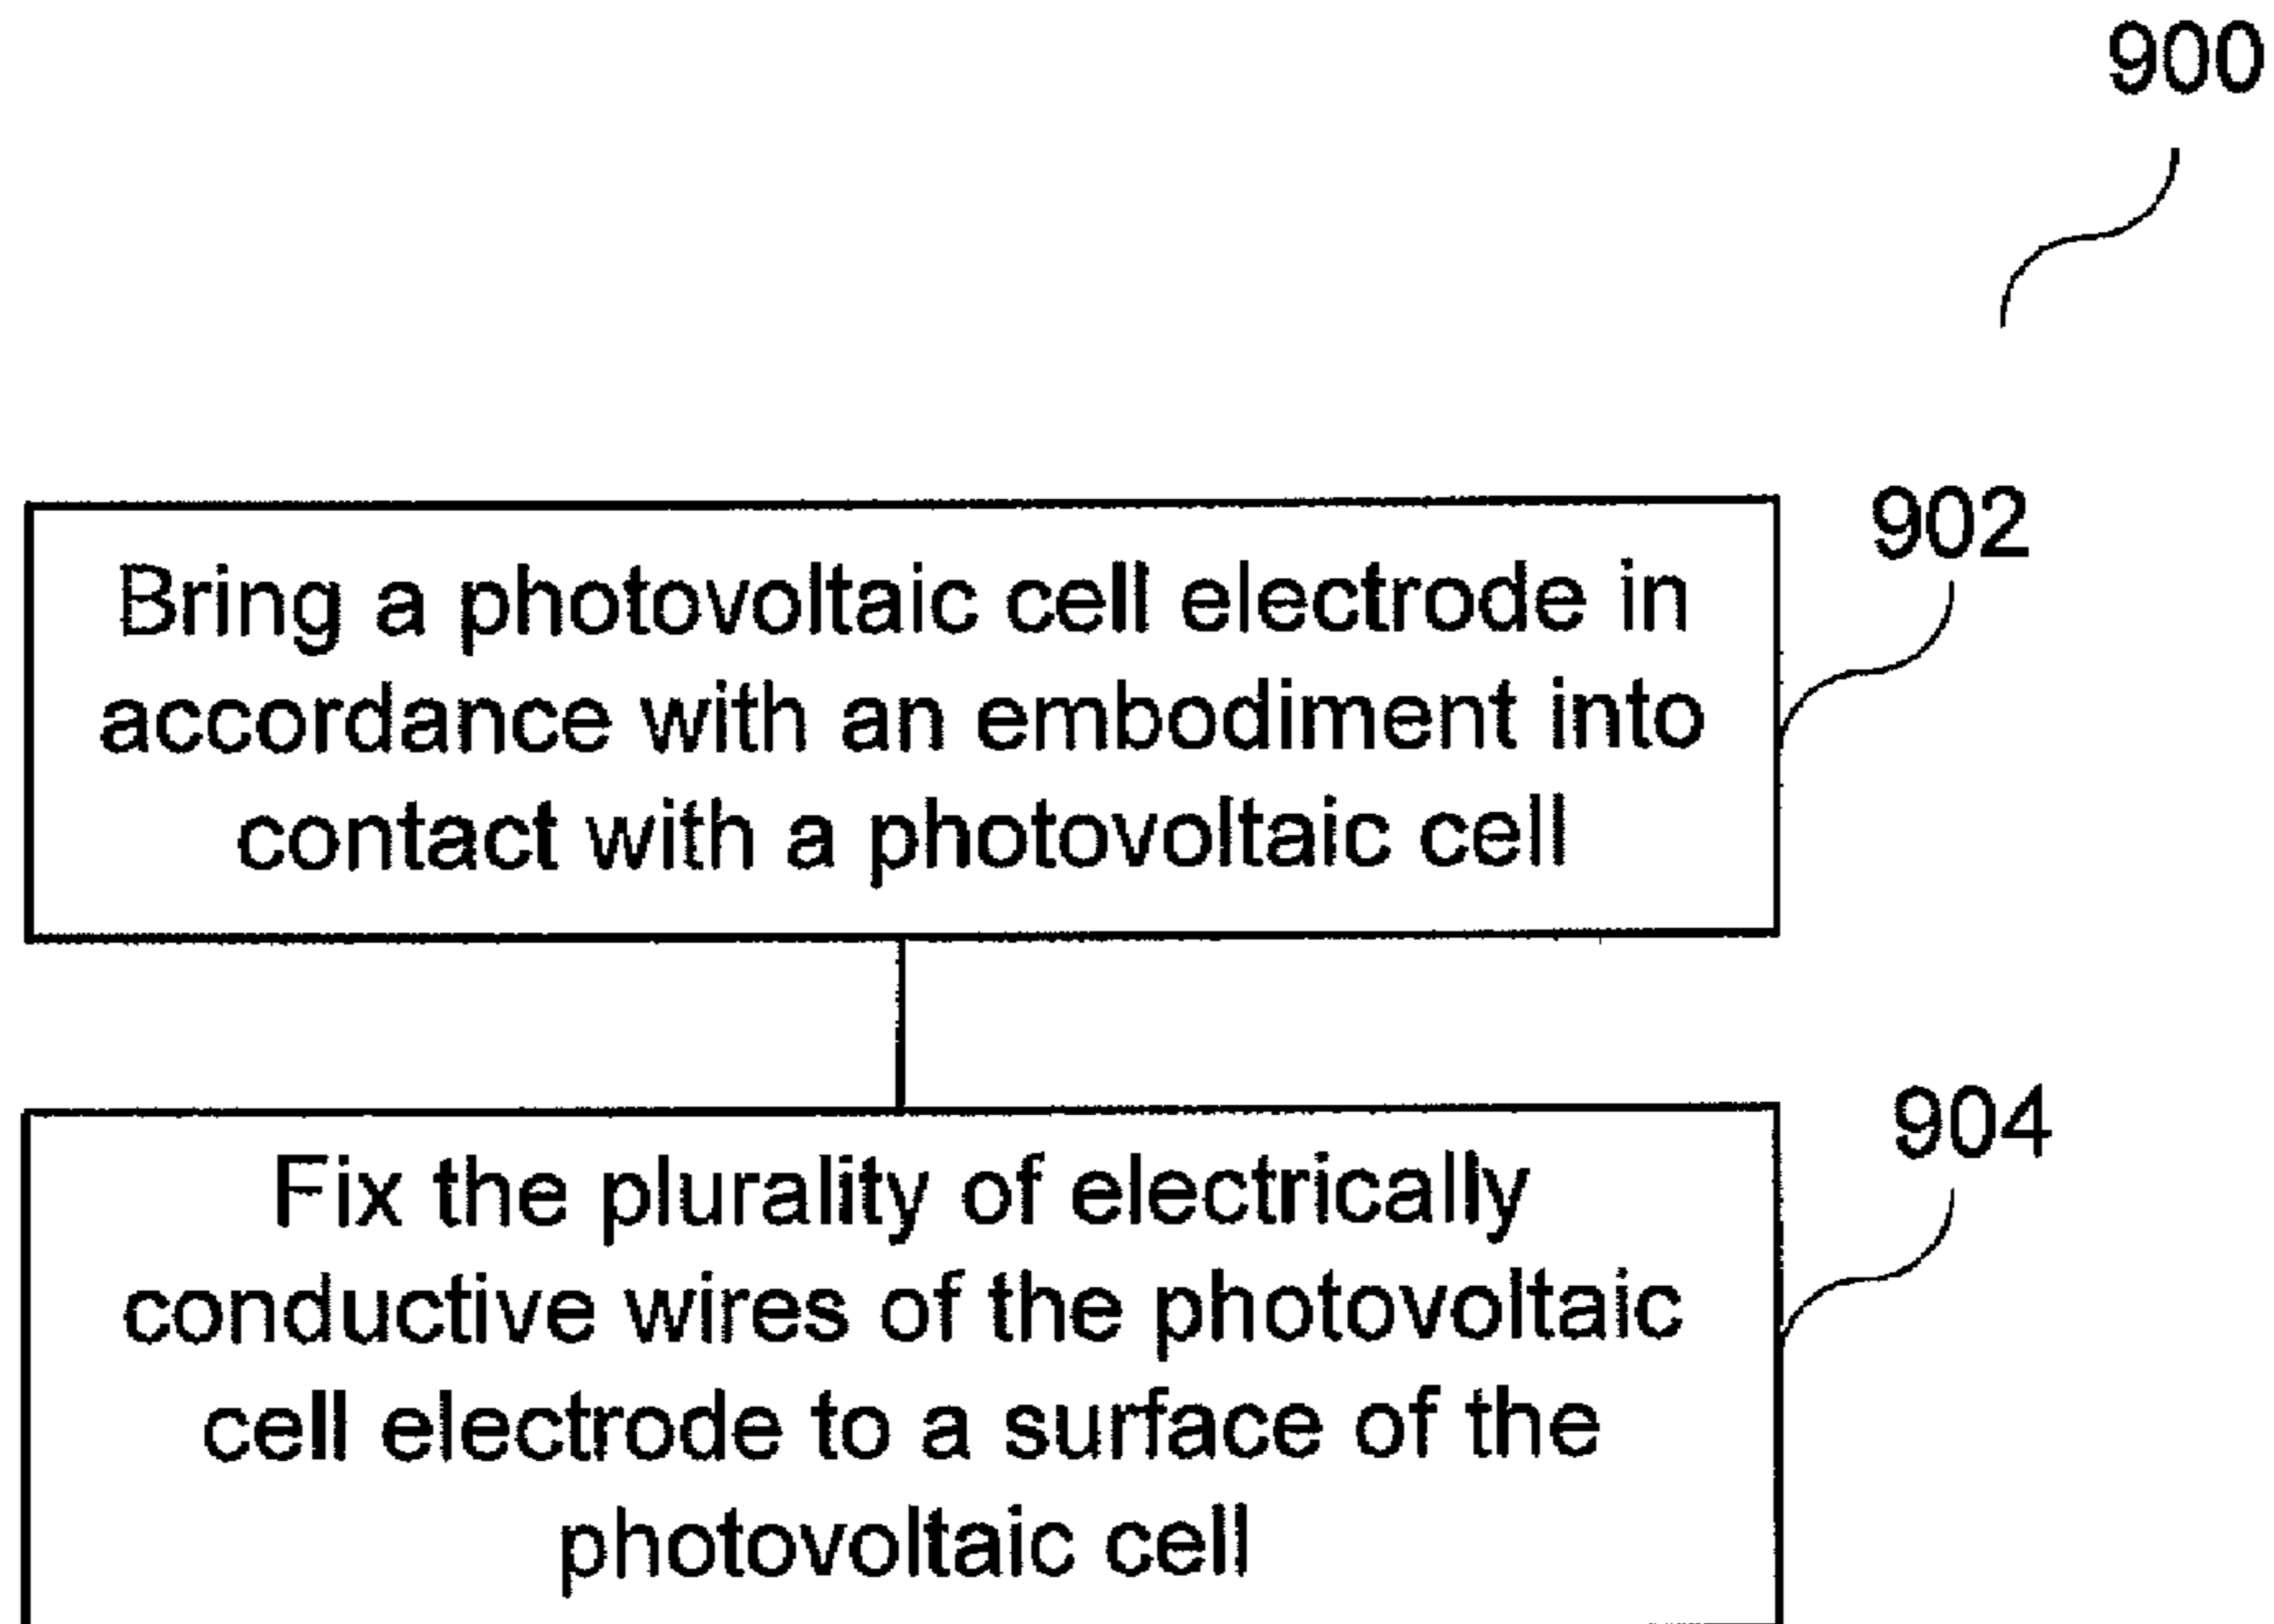 900
902
Bring a photovoltaic cell electrode in
accordance with an embodiment into
contact with a photovoltaic cell
904
Fix the plurality of electrically
conductive wires of the photovoltaic
cell electrode to a surface of the
photovoltaic cell